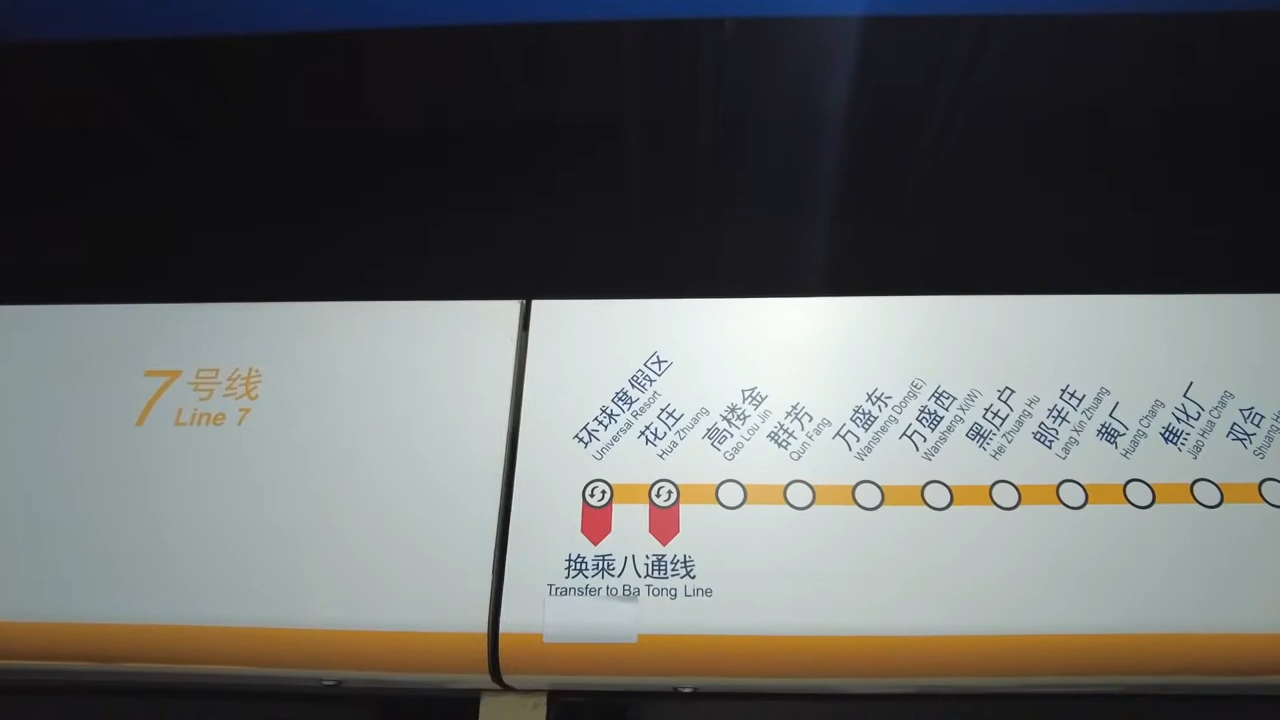 7号线
Line 7
环球度假区
Universal Resort
花庄
Hua Zhuang
高楼金
Gao Lou Jin
群芳
Qun Fang
万盛东
Wansheng Dong(E)
万盛西
Wansheng Xi(W)
黑庄户
Hei Zhuang Hu
郎辛庄
Lang Xin Zhuang
黄厂
Huang Chang
焦化厂
Jiao Hua Chang
双合
Shuang
换乘八通线
Transfer to Ba Tong Line